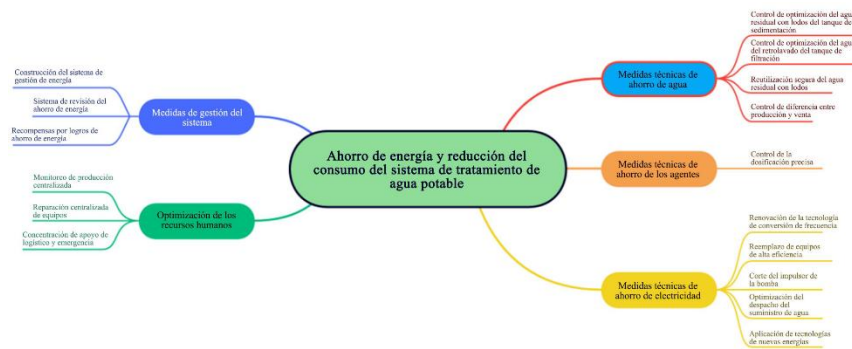 Ahorro de energía y reducción del
consumo del sistema de tratamiento de
agua potable
Medidas de gestión del
sistema
Construcción del sistema de
gestión de energía
Sistema de revisión del
ahorro de energía
Recompensas por logros de
ahorro de energía
Optimización de los
recursos humanos
Monitoreo de producción
centralizada
Reparación centralizada
de equipos
Concentración de apoyo de
logístico y emergencia
Medidas técnicas de
ahorro de agua
Control de optimización del agua
residual con lodos del tanque de
sedimentación
Control de optimización del agua
del retrolavado del tanque de
filtración
Reutilización segura del agua
residual con lodos
Control de diferencia entre
producción y venta
Medidas técnicas de
ahorro de los agentes
Control de la
dosificación precisa
Medidas técnicas de
ahorro de electricidad
Renovación de la tecnología
de conversión de frecuencia
Reemplazo de equipos
de alta eficiencia
Corte del impulsor de
la bomba
Optimización del
despacho del
suministro de agua
Aplicación de tecnologías
de nuevas energías